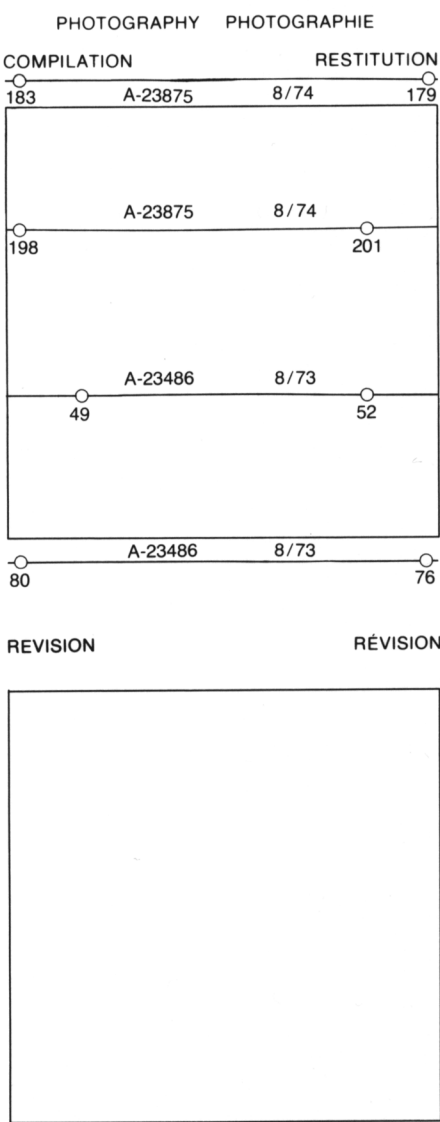 PHOTOGRAPHY PHOTOGRAPHIE
COMPILATION RESTITUTION
183 A-23875 8/74 179
A-23875 8/74
198 201
A-23486 8/73
49 52
A-23486 8/73
80 76
REVISION RÉVISION